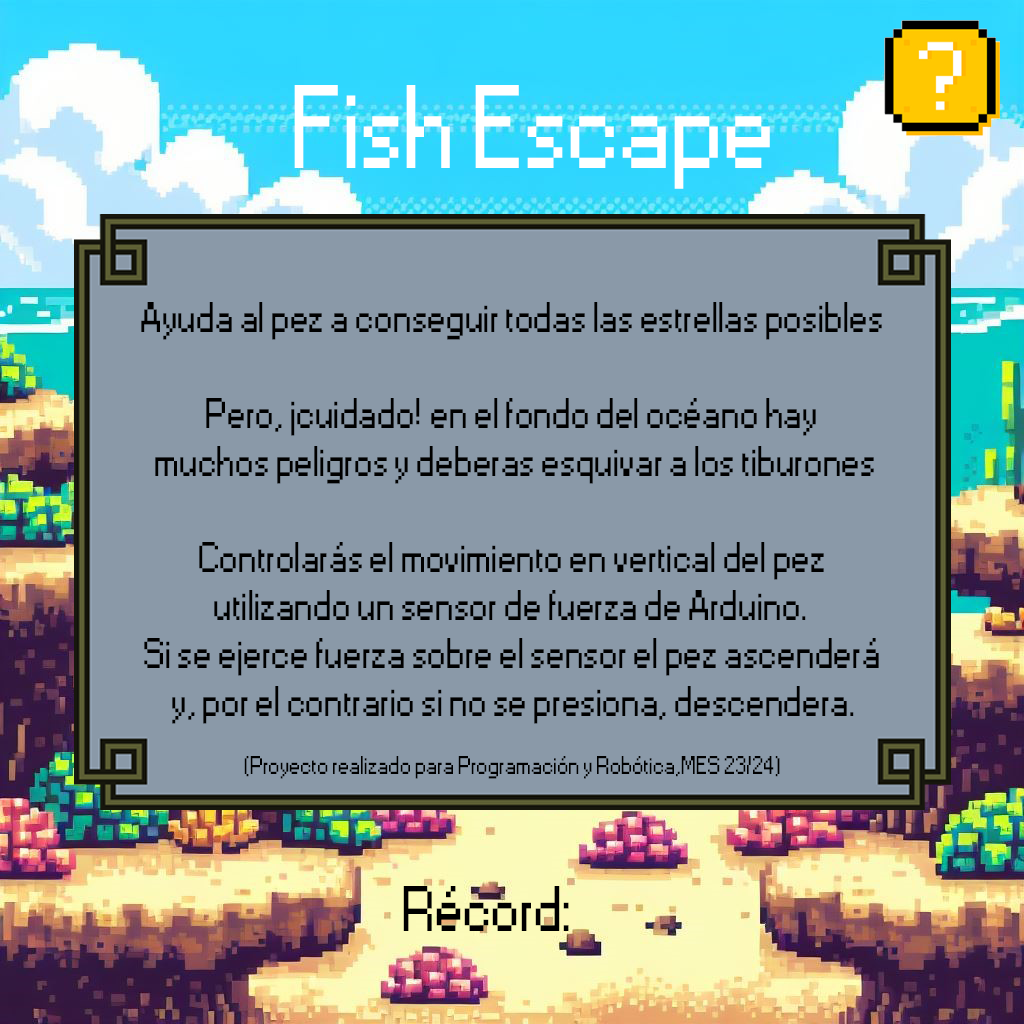 ?
Fish Escape
Ayuda al pez a conseguir todas las estrellas posibles
Pero, ¡cuidado! en el fondo del océano hay
muchos peligros y deberas esquivar a los tiburones
Controlarás el movimiento en vertical del pez
utilizando un sensor de fuerza de Arduino.
Si se ejerce fuerza sobre el sensor el pez ascenderá
y, por el contrario si no se presiona, descendera.
(Proyecto realizado para Programación y Robótica,MES 23/24)
Récord: